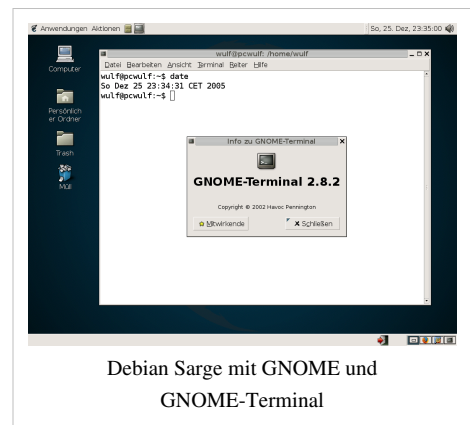 Anwendungen Aktionen
So, 25. Dez, 23:35:00
Computer
Persönlich
er Ordner
Trash
Müll
wulf@pcwulf: /home/wulf
Datei Bearbeiten Ansicht Terminal Reiter Hilfe
wulf@pcwulf:~$ date
So Dez 25 23:34:31 CET 2005
wulf@pcwulf:~$
Info zu GNOME-Terminal
GNOME-Terminal 2.8.2
Copyright © 2002 Havoc Pennington
Mitwirkende
Schließen
Debian Sarge mit GNOME und
GNOME-Terminal